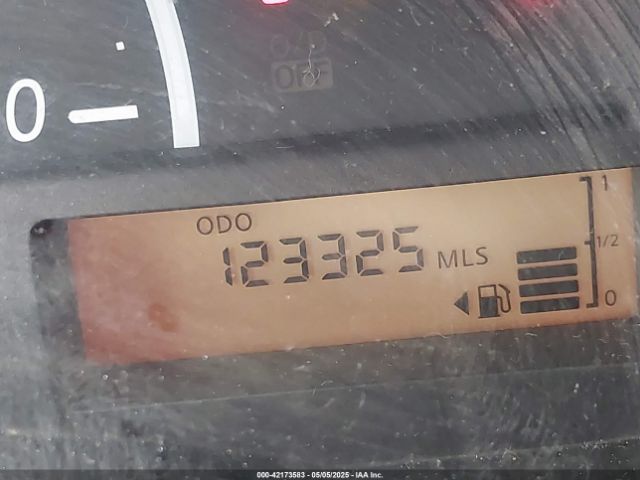 O/D
OFF
0
ODO
123325 MLS
1
1/2
0
000-42173583 - 05/05/2025 - IAA Inc.